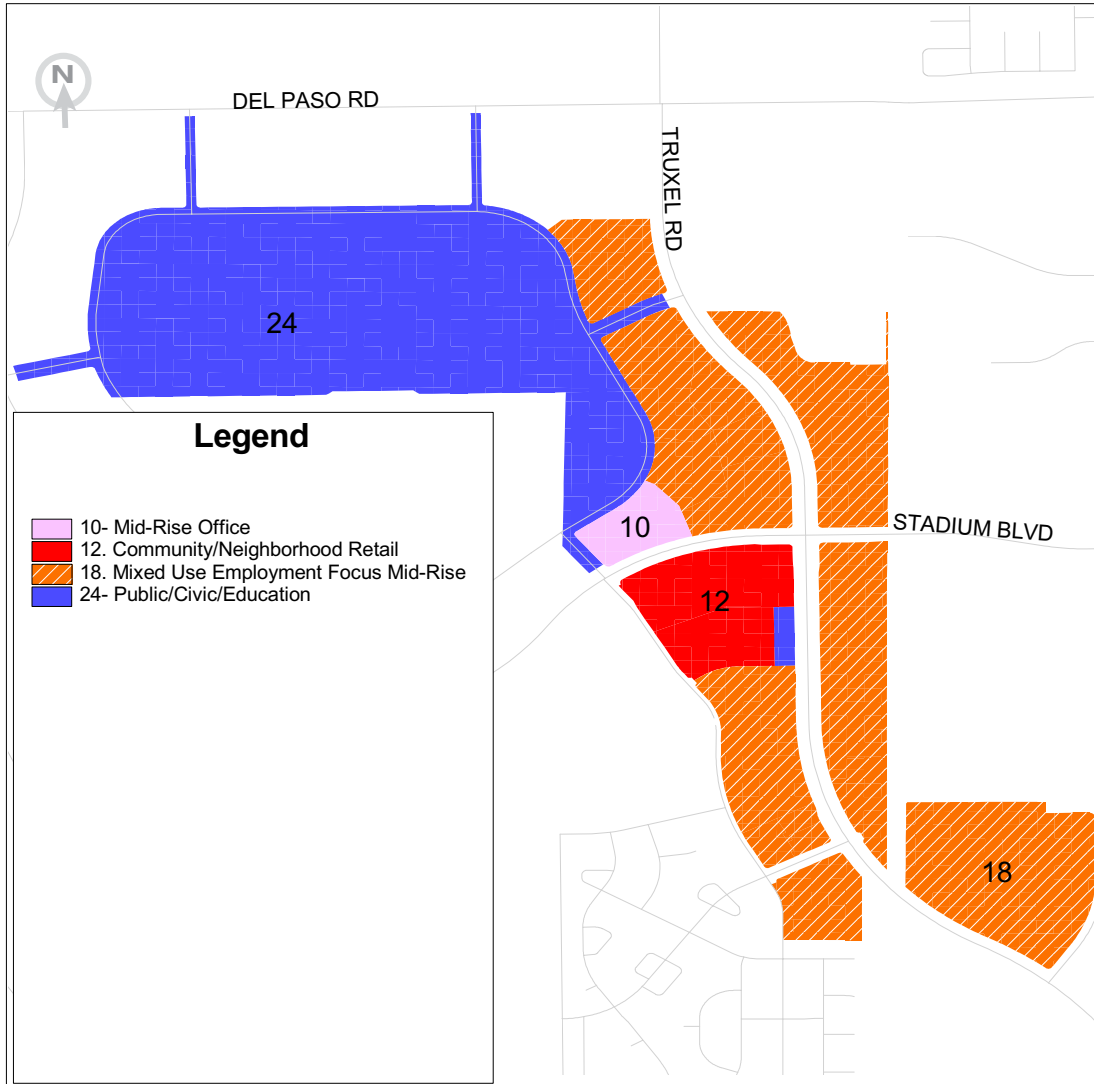 N
DEL PASO RD
TRUXEL RD
24
Legend
10- Mid-Rise Office
12. Community/Neighborhood Retail
18. Mixed Use Employment Focus Mid-Rise
24- Public/Civic/Education
10
STADIUM BLVD
12
18